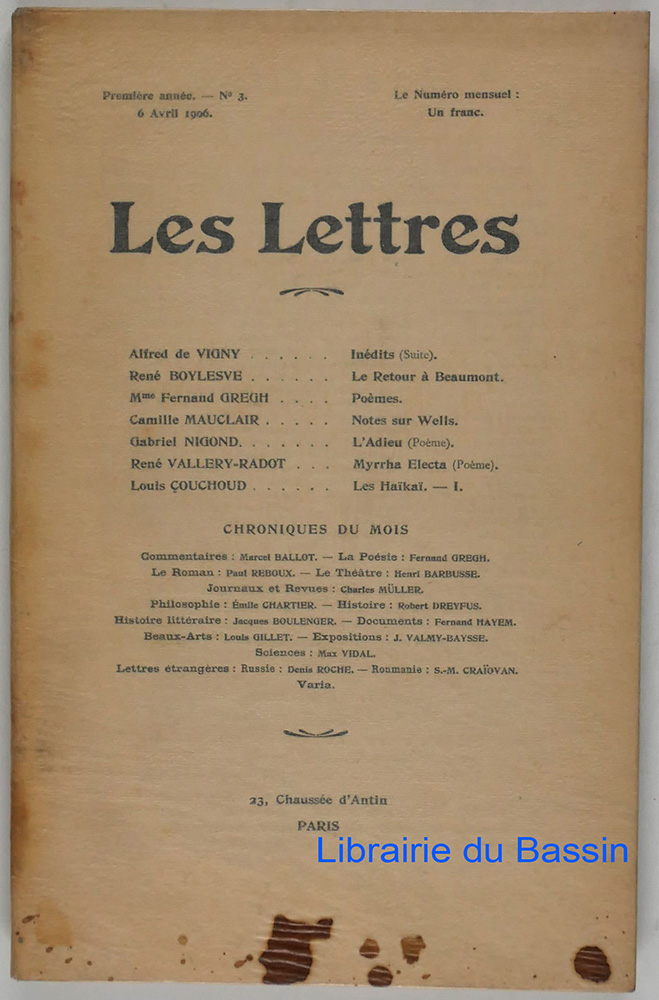 Première année. — Nº 3.
6 Avril 1906.
Le Numéro mensuel :
Un franc.
Les Lettres
Alfred de VIGNY . . . . . . Inédits (Suite).
René BOYLESVE . . . . . . Le Retour à Beaumont.
Mme Fernand GREGH . . . . Poèmes.
Camille MAUCLAIR . . . . . Notes sur Wells.
Gabriel NIGOND. . . . . . . L'Adieu (Poème).
René VALLERY-RADOT . . . Myrrha Electa (Poème).
Louis ÇOUCHOUD . . . . . . Les Haïkaï. — I.
CHRONIQUES DU MOIS
Commentaires : Marcel BALLOT. — La Poésie : Fernand GREGH.
Le Roman : Paul REBOUX. — Le Théâtre : Henri BARBUSSE.
Journaux et Revues : Charles MÜLLER.
Philosophie : Émile CHARTIER. — Histoire : Robert DREYFUS.
Histoire littéraire : Jacques BOULENGER. — Documents : Fernand HAYEM.
Beaux-Arts : Louis GILLET. — Expositions : J. VALMY-BAYSSE.
Sciences : Max VIDAL.
Lettres étrangères : Russie : Denis ROCHE. — Roumanie : S.-M. CRAÏOVAN.
Varia.
23, Chaussée d'Antin
PARIS
Librairie du Bassin